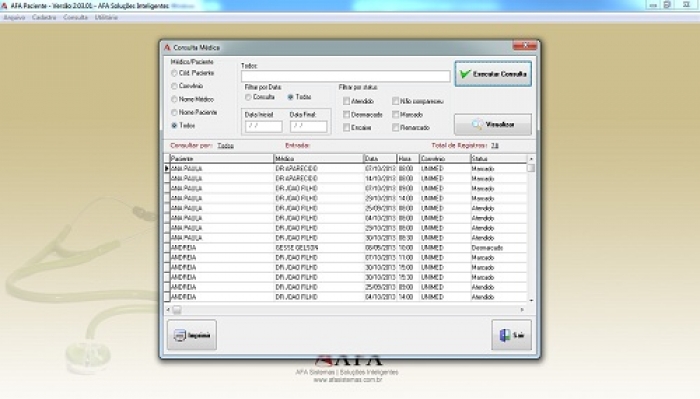 AFA Paciente - Versão 2.03.01 - AFA Soluções Inteligentes
Arquivo Cadastro Consulta Utilitário
Consulta Médica
Médico/Paciente
Cód. Paciente
Convênio
Nome Médico
Nome Paciente
Todos
Todos:
Filtrar por Data:
Consulta Todas
Data Inicial: Data Final:
/ / / /
Filtrar por status:
Atendido Não compareceu
Desmarcado Marcado
Encaixe Remarcado
Executar Consulta
Visualizar
Consultar por: Todos Entrada: Total de Registros: 78
Paciente Médico Data Hora Convênio Status
ANA PAULA DR APARECIDO 07/10/2013 08:00 UNIMED Marcado
ANA PAULA DR APARECIDO 14/10/2013 08:00 UNIMED Marcado
ANA PAULA DR JOAO FILHO 07/10/2013 09:00 UNIMED Marcado
ANA PAULA DR JOAO FILHO 29/10/2013 14:00 UNIMED Marcado
ANA PAULA DR JOAO FILHO 25/09/2013 08:00 UNIMED Atendido
ANA PAULA DR JOAO FILHO 04/10/2013 08:30 UNIMED Atendido
ANA PAULA DR JOAO FILHO 29/10/2013 08:00 UNIMED Atendido
ANA PAULA DR JOAO FILHO 30/10/2013 08:30 UNIMED Atendido
ANDREIA GESSE GELSON 08/09/2013 10:00 UNIMED Desmarcado
ANDREIA DR JOAO FILHO 07/10/2013 11:00 UNIMED Marcado
ANDREIA DR JOAO FILHO 30/10/2013 15:00 UNIMED Marcado
ANDREIA DR JOAO FILHO 30/10/2013 15:30 UNIMED Marcado
ANDREIA DR JOAO FILHO 25/09/2013 09:00 UNIMED Atendido
ANDREIA DR JOAO FILHO 04/10/2013 14:00 UNIMED Atendido
Imprimir Sair
AFA
AFA Sistemas | Soluções Inteligentes
www.afasistemas.com.br